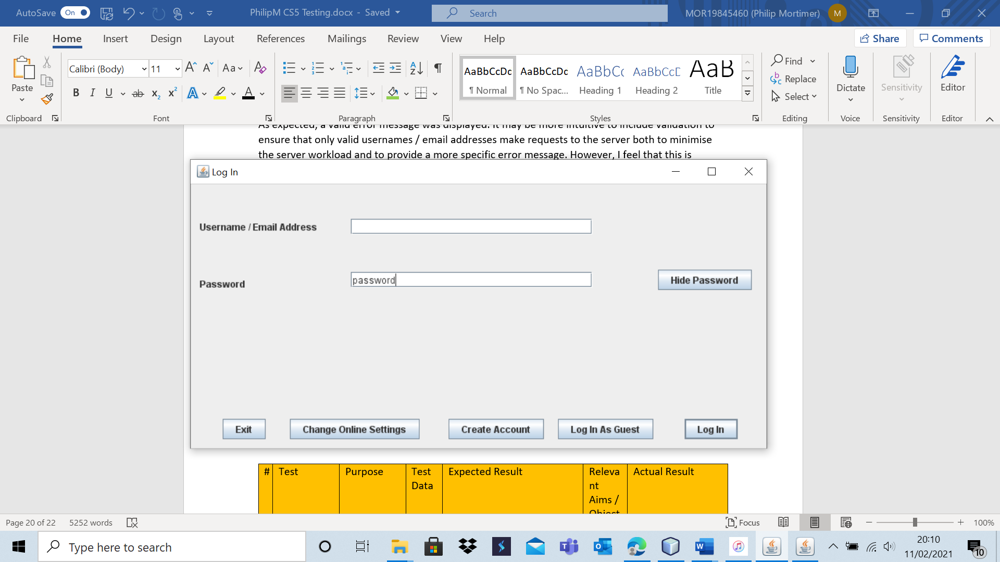 AutoSave On PhilipM CS5 Testing.docx - Saved Search MOR19845460 (Philip Mortimer) M
File Home Insert Design Layout References Mailings Review View Help Share Comments
Calibri (Body) 11 Aa AaBbCcDc AaBbCcDc AaBbCc AaBbCcD AaB Find
Replace
Paste Dictate Sensitivity Editor
B I U ab x2 x2 A A ¶ Normal ¶ No Spac... Heading 1 Heading 2 Title Select
Clipboard Font Paragraph Styles Editing Voice Sensitivity Editor
As expected, a valid error message was displayed. It may be more intuitive to include validation to
ensure that only valid usernames / email addresses make requests to the server both to minimise
the server workload and to provide a more specific error message. However, I feel that this is
Log In
Username / Email Address
Password password Hide Password
Exit Change Online Settings Create Account Log In As Guest Log In
# Test Purpose Test Expected Result Releva Actual Result
Data nt
Aims /
Object
Page 20 of 22 5252 words Focus 100%
Type here to search 20:10
11/02/2021 10